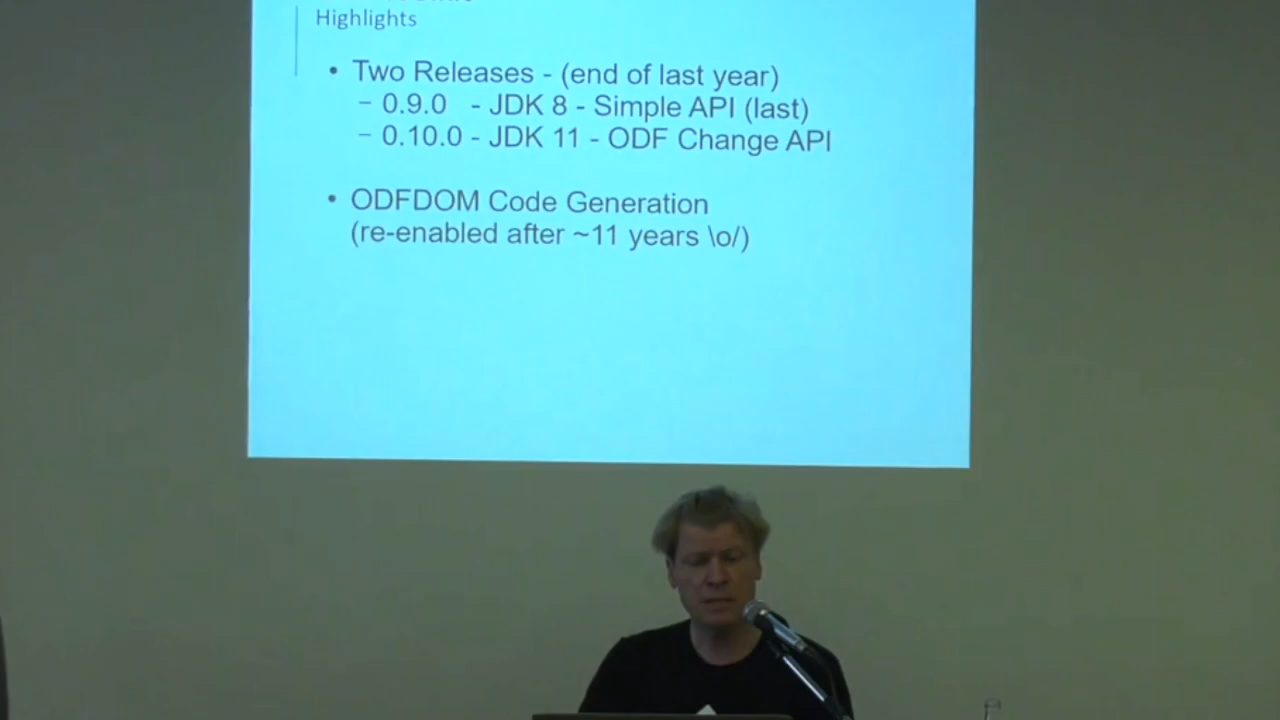 Highlights
• Two Releases - (end of last year)
– 0.9.0 - JDK 8 - Simple API (last)
– 0.10.0 - JDK 11 - ODF Change API
• ODFDOM Code Generation
(re-enabled after ~11 years \o/)